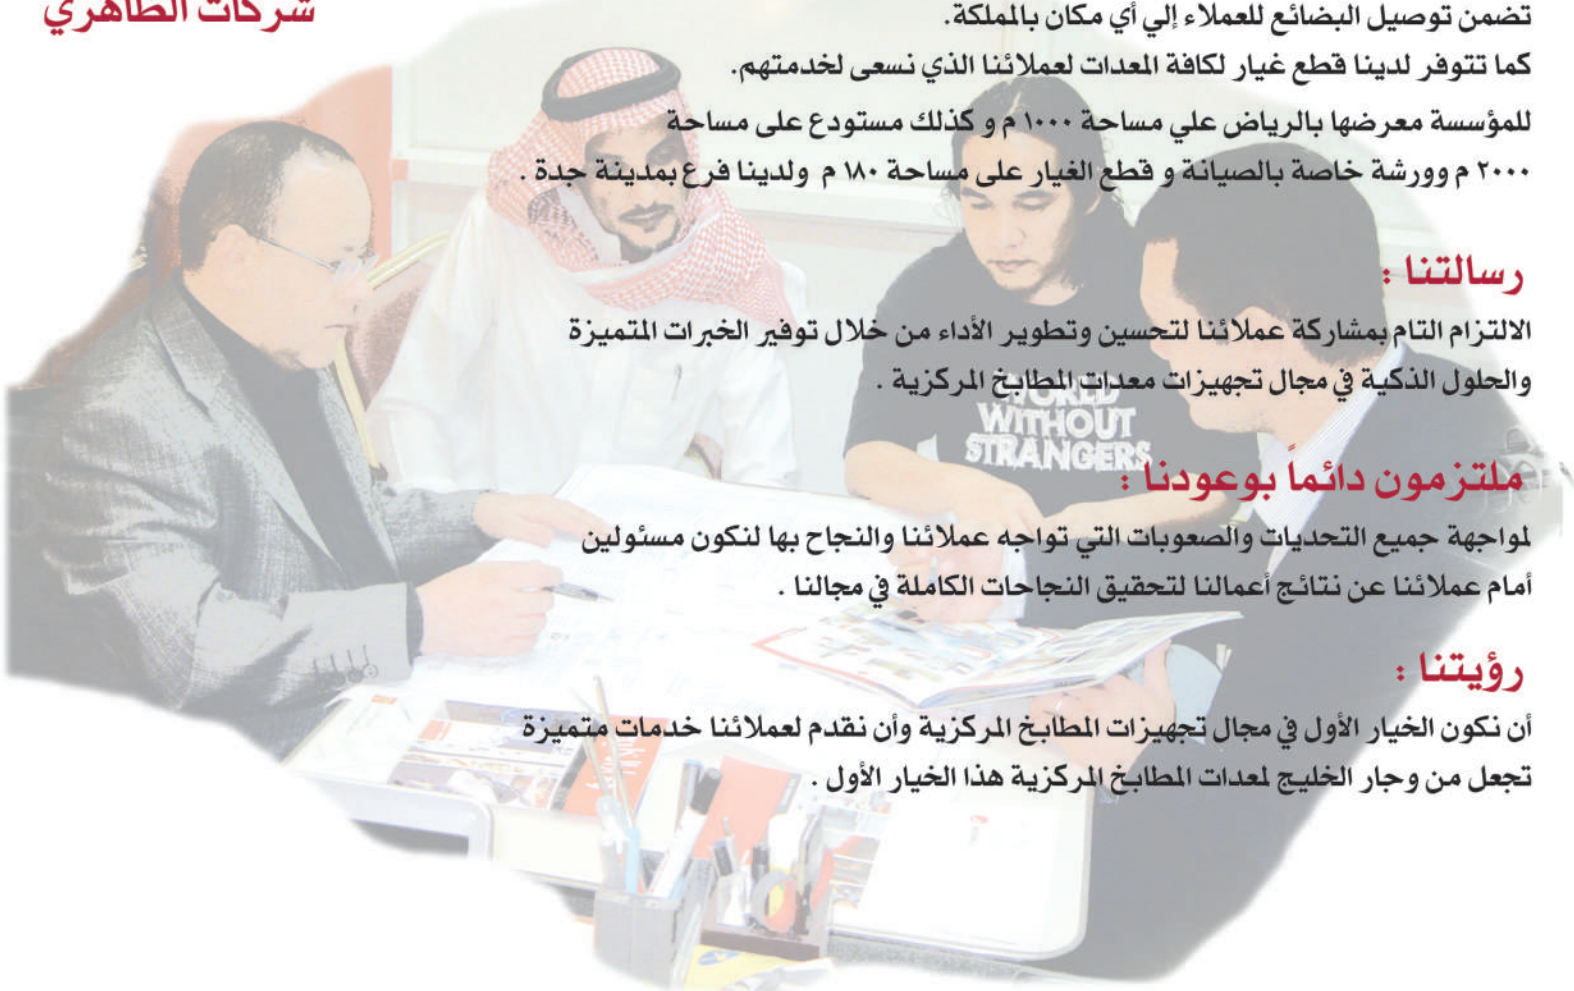 شركات الطاهري
تضمن توصيل البضائع للعملاء إلي أي مكان بالمملكة.
كما تتوفر لدينا قطع غيار لكافة المعدات لعملائنا الذي نسعى لخدمتهم.
للمؤسسة معرضها بالرياض علي مساحة ١٠٠٠ م و كذلك مستودع على مساحة
٢٠٠٠ م وورشة خاصة بالصيانة و قطع الغيار على مساحة ١٨٠ م ولدينا فرع بمدينة جدة .
رسالتنا :
الالتزام التام بمشاركة عملائنا لتحسين وتطوير الأداء من خلال توفير الخبرات المتميزة
والحلول الذكية في مجال تجهيزات معدات المطابخ المركزية .
WORLD
WITHOUT
STRANGERS
ملتزمون دائماً بوعودنا :
لمواجهة جميع التحديات والصعوبات التي تواجه عملائنا والنجاح بها لنكون مسئولين
أمام عملائنا عن نتائج أعمالنا لتحقيق النجاحات الكاملة في مجالنا .
رؤيتنا :
أن نكون الخيار الأول في مجال تجهيزات المطابخ المركزية وأن نقدم لعملائنا خدمات متميزة
تجعل من وجار الخليج لمعدات المطابخ المركزية هذا الخيار الأول .